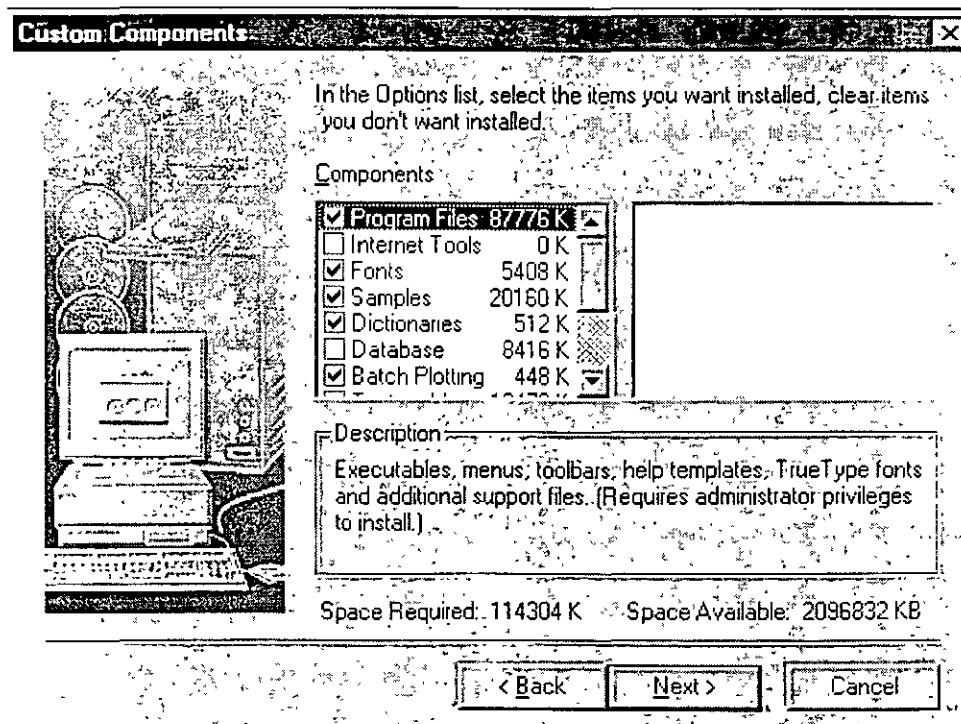 Custom Components
In the Options list, select the items you want installed, clear items
you don't want installed.
Components
Program Files 87776 K
Internet Tools 0 K
Fonts 5408 K
Samples 20160 K
Dictionaries 512 K
Database 8416 K
Batch Plotting 448 K
Description
Executables, menus, toolbars, help templates, TrueType fonts
and additional support files. (Requires administrator privileges
to install.)
Space Required: 114304 K Space Available: 2096832 KB
< Back Next > Cancel